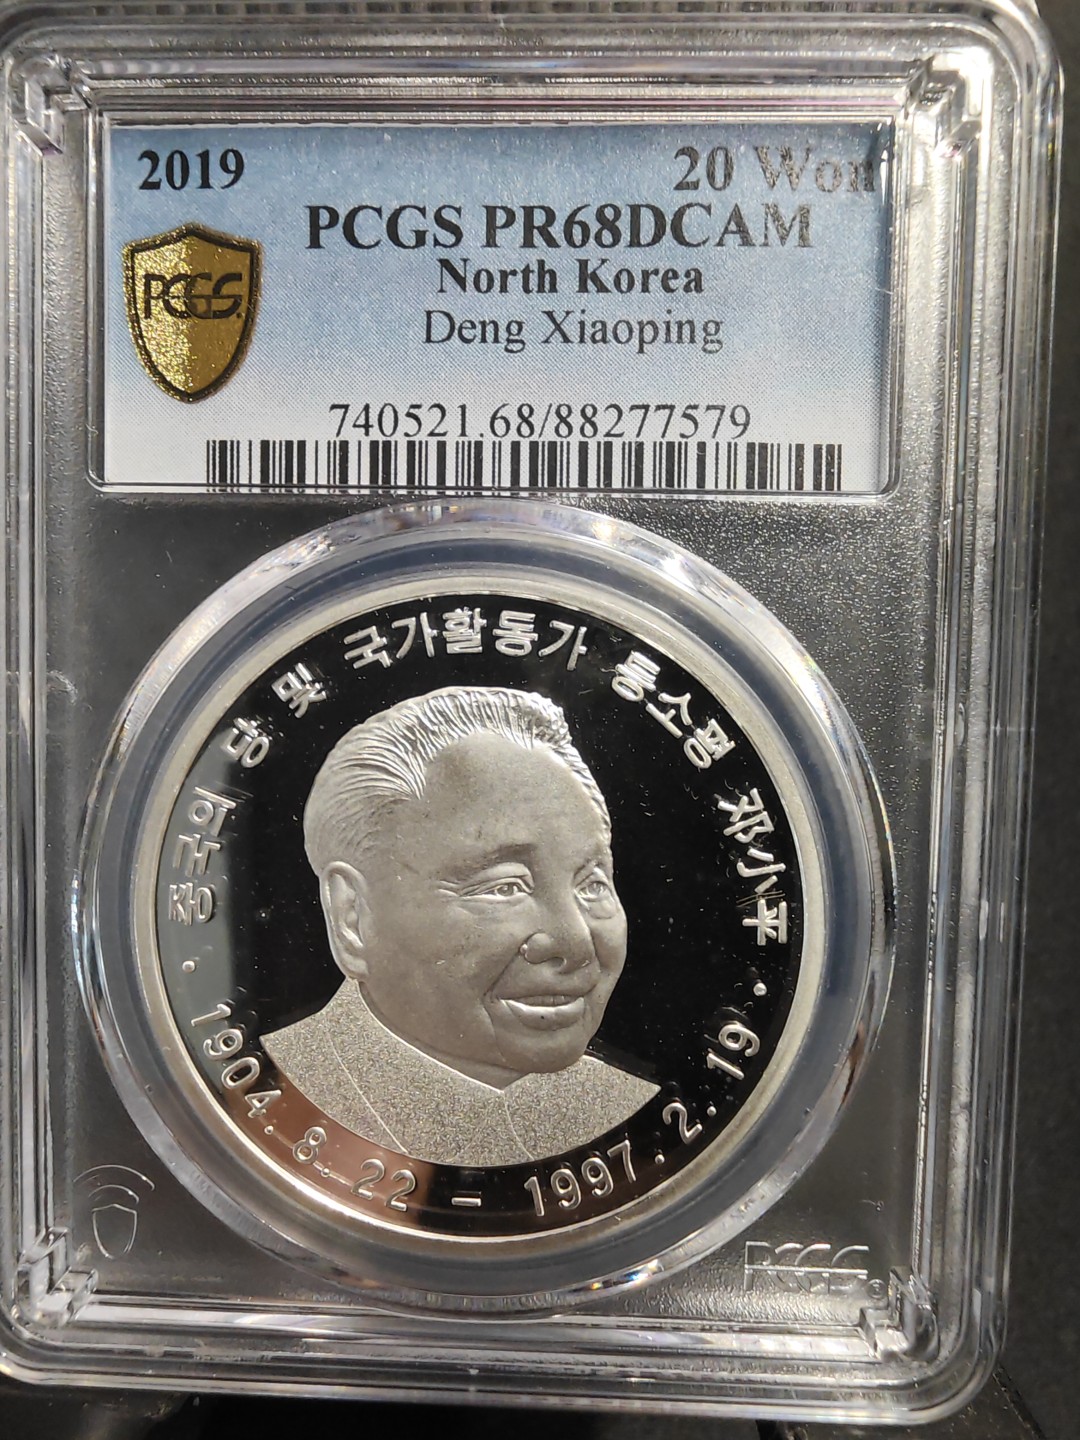 2019 20 Won
PCGS PR68DCAM
PCGS North Korea
Deng Xiaoping
740521.68/88277579
· 중국의 당 및 국가활동가 등소평 邓小平 ·
1904.8.22 – 1997.2.19
PCGS